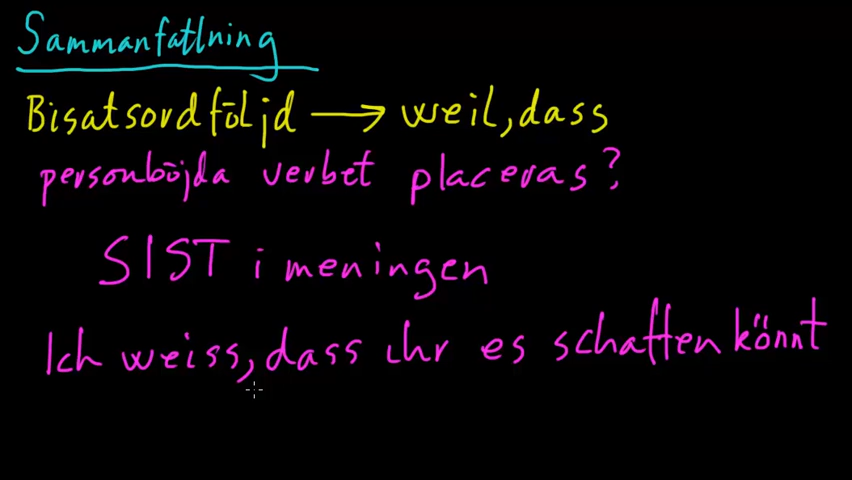 Sammanfattning
Bisatsordföljd → weil, dass
personböjda verbet placeras?
SIST i meningen
Ich weiss, dass ihr es schaffen könnt